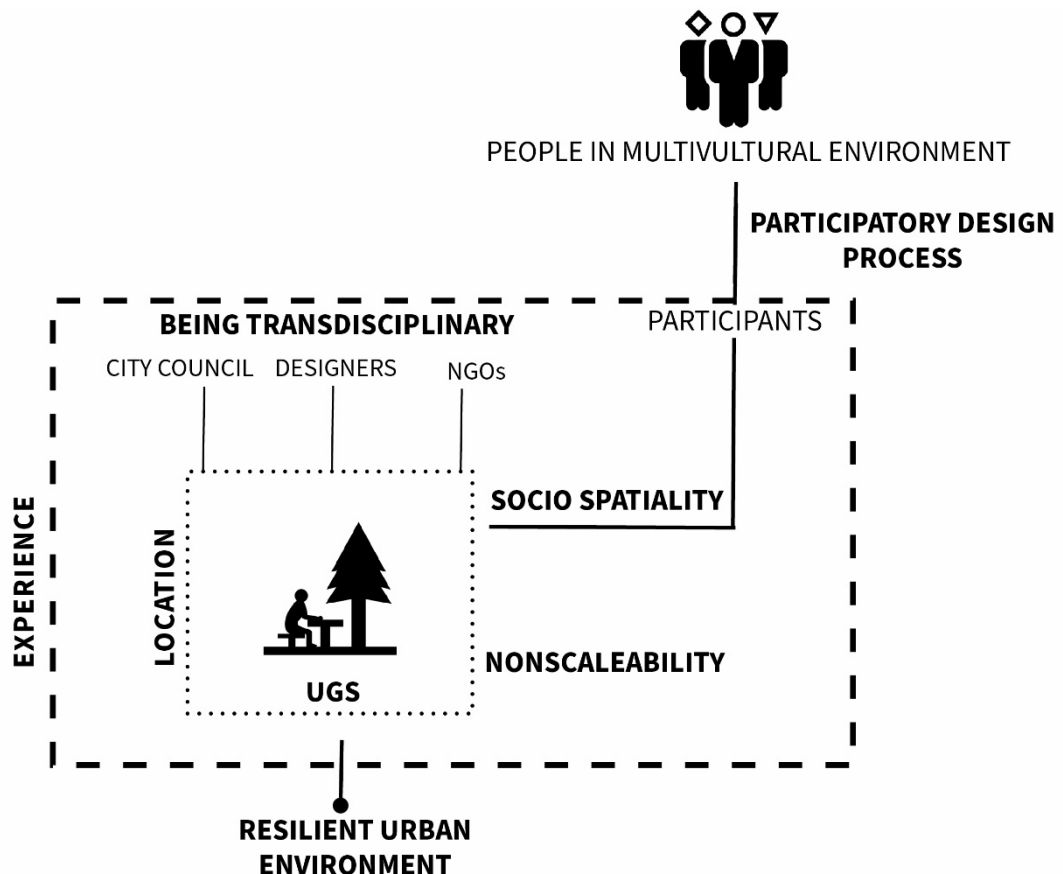 PEOPLE IN MULTIVULTURAL ENVIRONMENT
PARTICIPATORY DESIGN
PROCESS
BEING TRANSDISCIPLINARY
PARTICIPANTS
CITY COUNCIL
DESIGNERS
NGOs
EXPERIENCE
LOCATION
SOCIO SPATIALITY
NONSCALEABILITY
UGS
RESILIENT URBAN
ENVIRONMENT